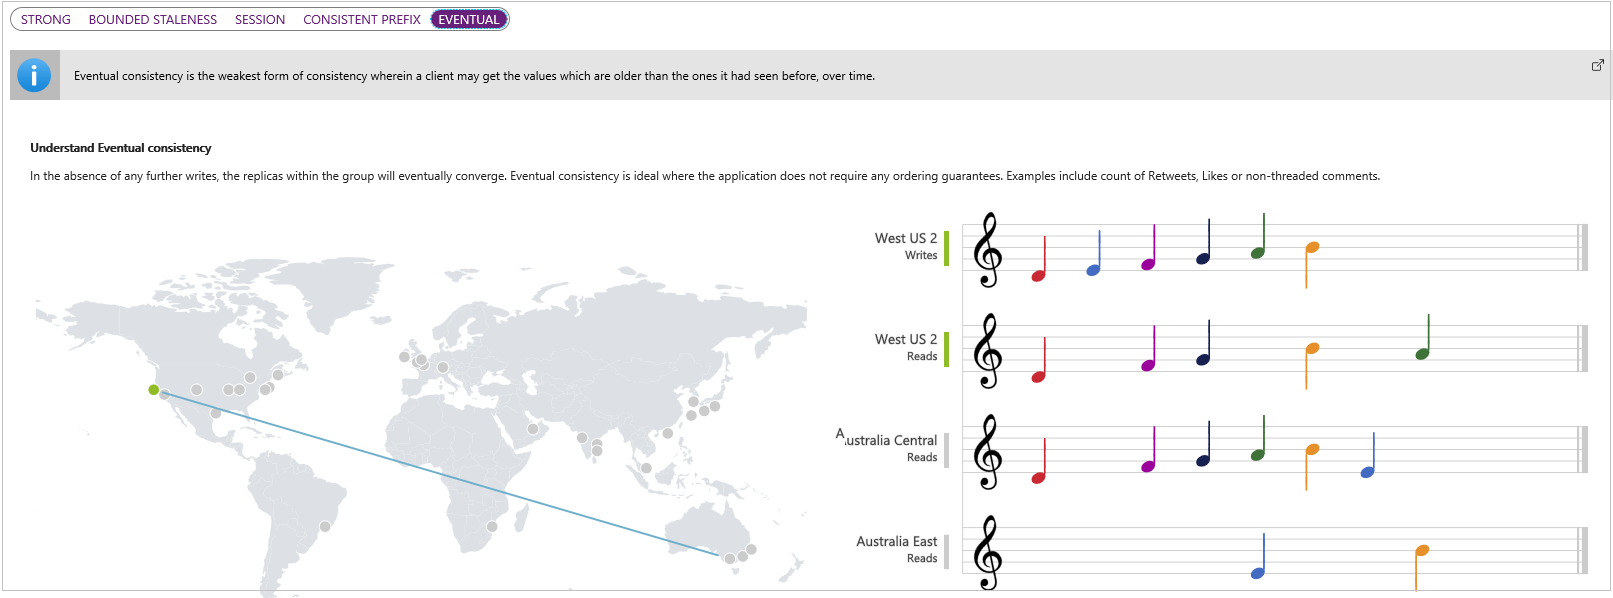 STRONG BOUNDED STALENESS SESSION CONSISTENT PREFIX EVENTUAL
Eventual consistency is the weakest form of consistency wherein a client may get the values which are older than the ones it had seen before, over time.
Understand Eventual consistency
In the absence of any further writes, the replicas within the group will eventually converge. Eventual consistency is ideal where the application does not require any ordering guarantees. Examples include count of Retweets, Likes or non-threaded comments.
West US 2
Writes
West US 2
Reads
Australia Central
Reads
Australia East
Reads